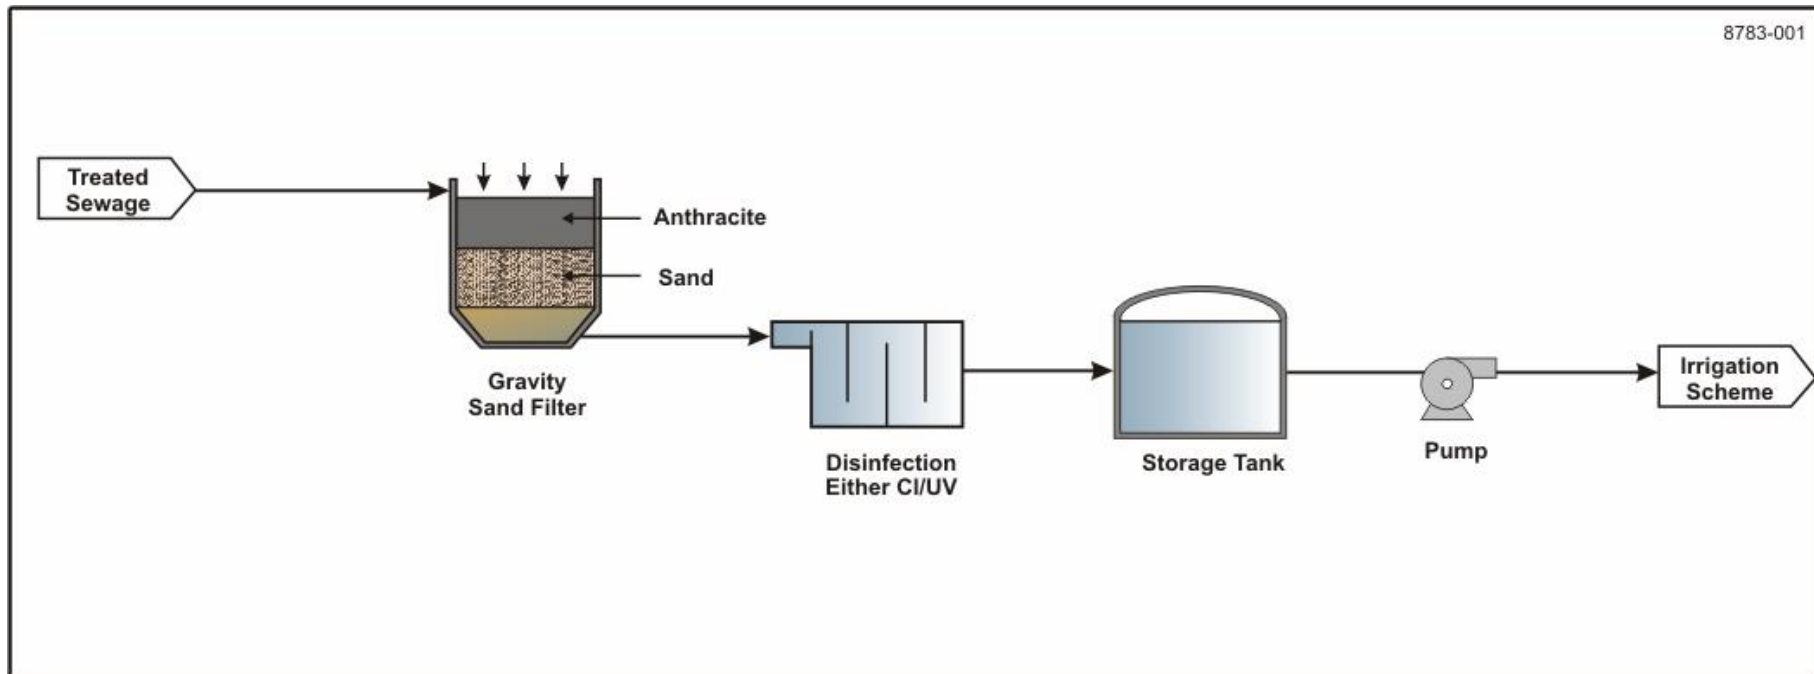 8783-001
Treated
Sewage
Anthracite
Sand
Gravity
Sand Filter
Disinfection
Either Cl/UV
Storage Tank
Pump
Irrigation
Scheme